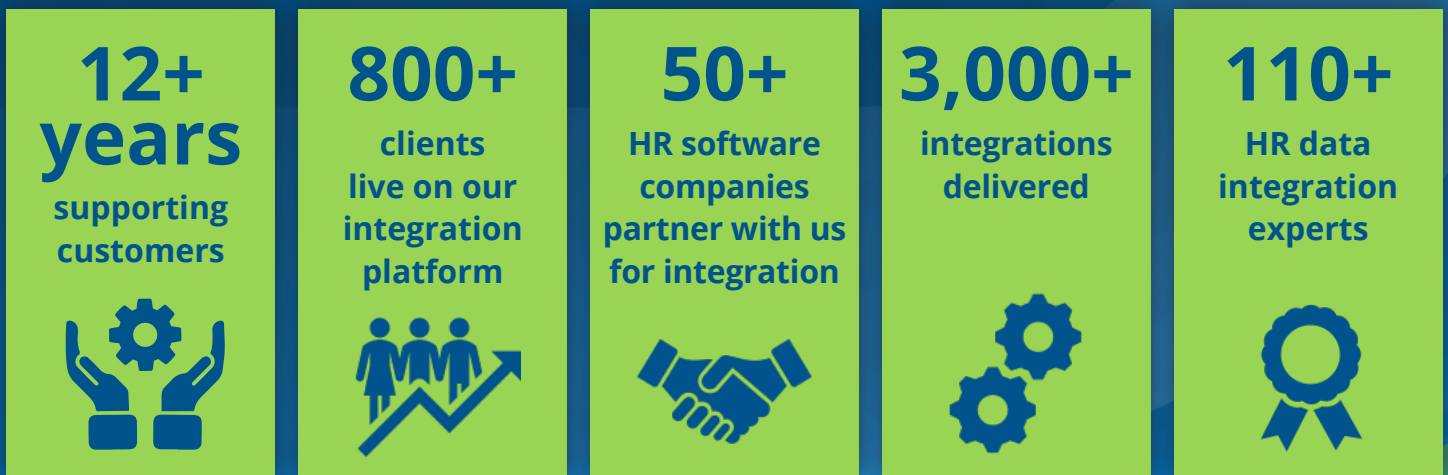 12+
years
supporting
customers
800+
clients
live on our
integration
platform
50+
HR software
companies
partner with us
for integration
3,000+
integrations
delivered
110+
HR data
integration
experts